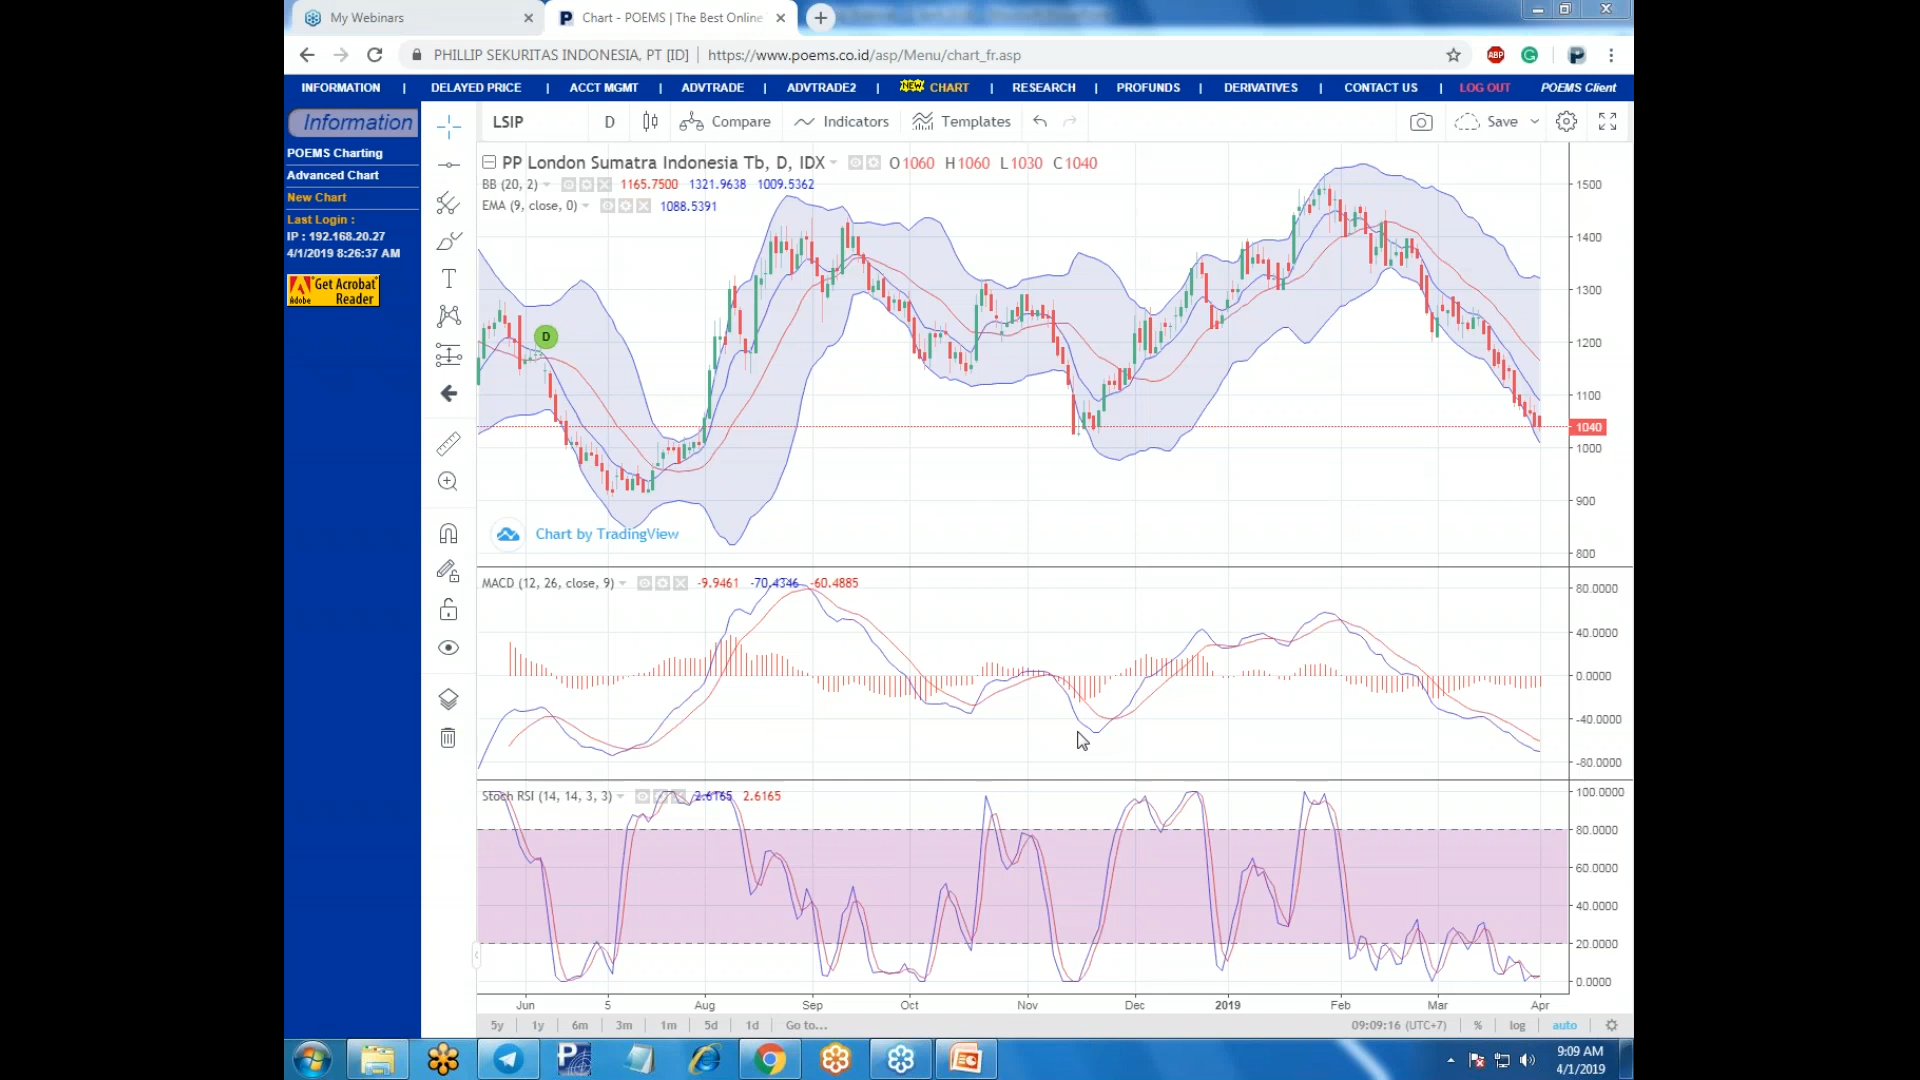 My Webinars
Chart - POEMS | The Best Online
PHILLIP SEKURITAS INDONESIA, PT [ID] | https://www.poems.co.id/asp/Menu/chart_fr.asp
ABP
INFORMATION | DELAYED PRICE | ACCT MGMT | ADVTRADE | ADVTRADE2 | NEW CHART | RESEARCH | PROFUNDS | DERIVATIVES | CONTACT US | LOG OUT POEMS Client
Information
POEMS Charting
Advanced Chart
New Chart
Last Login :
IP : 192.168.20.27
4/1/2019 8:26:37 AM
Get Acrobat
Adobe Reader
LSIP D Compare Indicators Templates Save
PP London Sumatra Indonesia Tb, D, IDX O1060 H1060 L1030 C1040
BB (20, 2) 1165.7500 1321.9638 1009.5362
EMA (9, close, 0) 1088.5391
D
1500
1400
1300
1200
1100
1040
1000
900
800
Chart by TradingView
MACD (12, 26, close, 9) -9.9461 -70.4346 -60.4885
80.0000
40.0000
0.0000
-40.0000
-80.0000
Stoch RSI (14, 14, 3, 3) 2.6165 2.6165
100.0000
80.0000
60.0000
40.0000
20.0000
0.0000
Jun 5 Aug Sep Oct Nov Dec 2019 Feb Mar Apr
5y 1y 6m 3m 1m 5d 1d Go to... 09:09:16 (UTC+7) % log auto
9:09 AM
4/1/2019